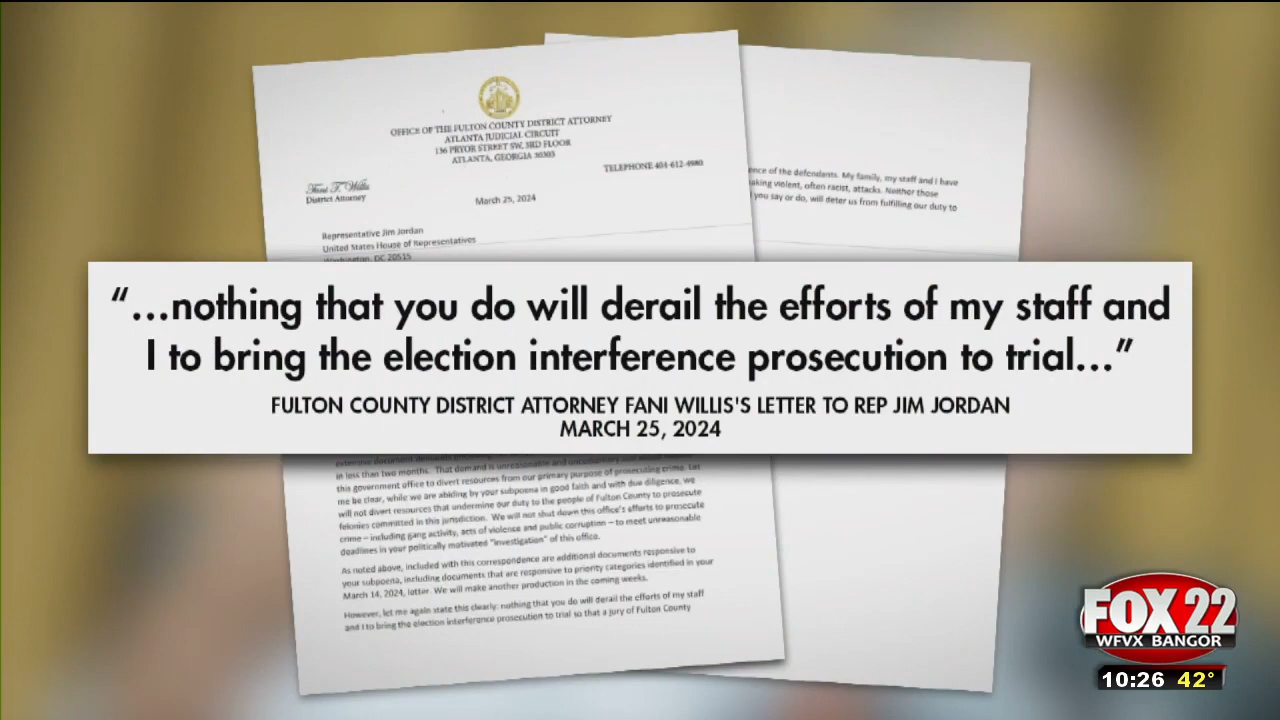 OFFICE OF THE FULTON COUNTY DISTRICT ATTORNEY
ATLANTA JUDICIAL CIRCUIT
136 PRYOR STREET SW, 3RD FLOOR
ATLANTA, GEORGIA 30303
TELEPHONE 404-612-4980
Fani T. Willis
District Attorney
March 25, 2024
Representative Jim Jordan
United States House of Representatives
Washington, DC 20515
ence of the defendants. My family, my staff and I have
aking violent, often racist, attacks. Neither those
you say or do, will deter us from fulfilling our duty to
“...nothing that you do will derail the efforts of my staff and
I to bring the election interference prosecution to trial...”
FULTON COUNTY DISTRICT ATTORNEY FANI WILLIS'S LETTER TO REP JIM JORDAN
MARCH 25, 2024
extensive document demands
in less than two months. That demand is unreasonable and
this government office to divert resources from our primary purpose of prosecuting crime. Let
me be clear, while we are abiding by your subpoena in good faith and with due diligence, we
will not divert resources that undermine our duty to the people of Fulton County to prosecute
felonies committed in this jurisdiction. We will not shut down this office's efforts to prosecute
crime – including gang activity, acts of violence and public corruption – to meet unreasonable
deadlines in your politically motivated "investigation" of this office.
As noted above, included with this correspondence are additional documents responsive to
your subpoena, including documents that are responsive to priority categories identified in your
March 14, 2024, letter. We will make another production in the coming weeks.
However, let me again state this clearly: nothing that you do will derail the efforts of my staff
and I to bring the election interference prosecution to trial so that a jury of Fulton County
FOX 22
WFVX BANGOR
10:26 42°